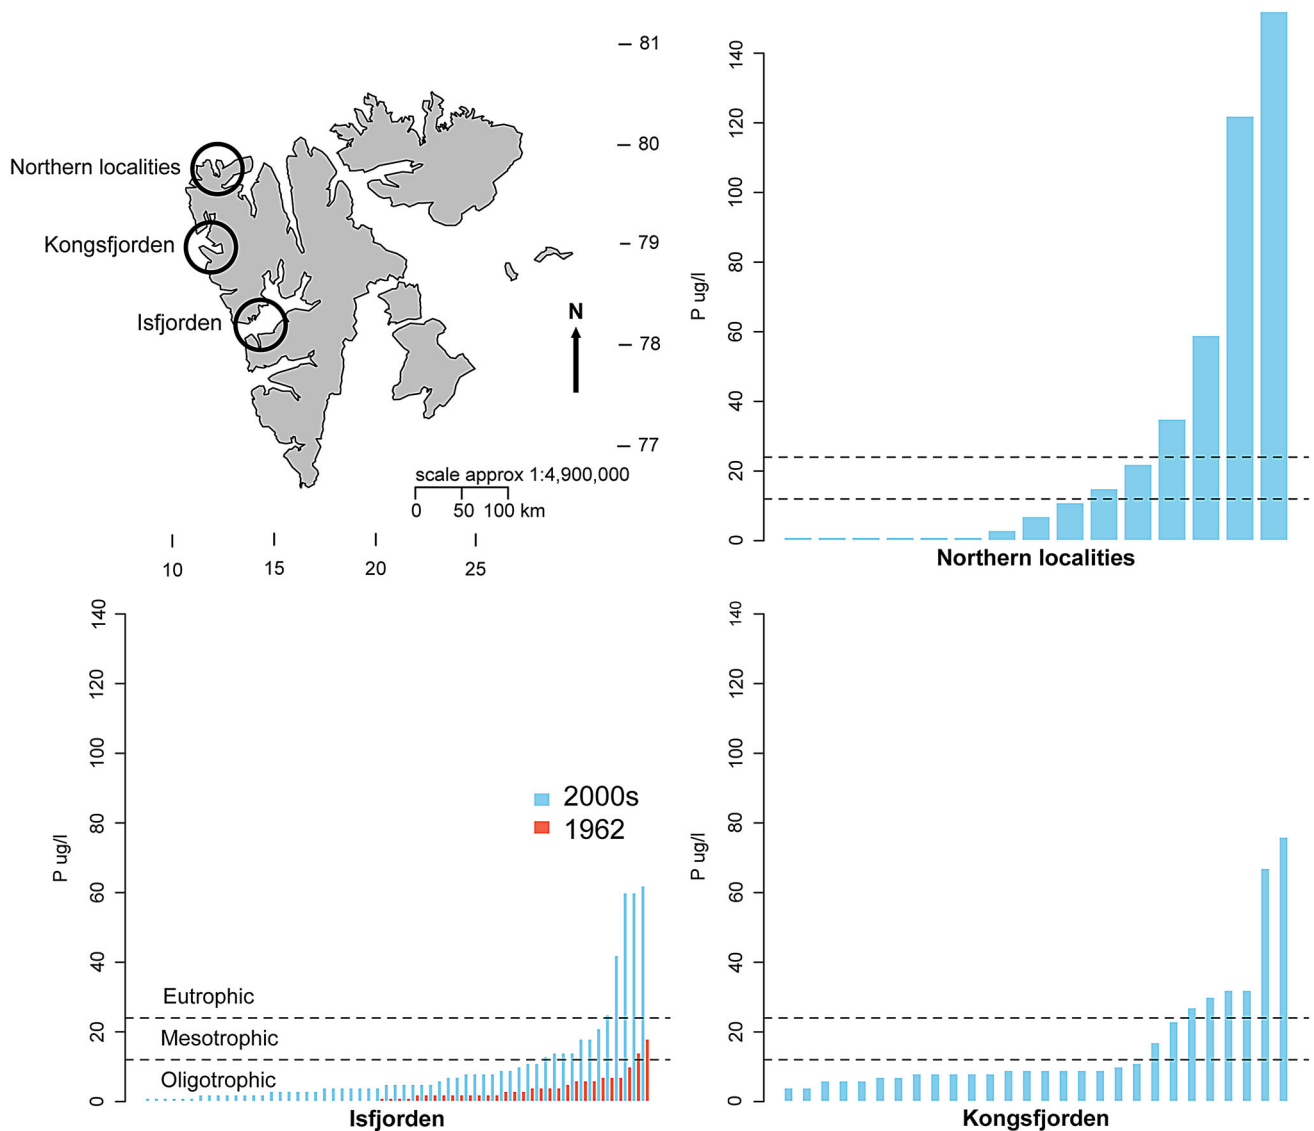 81
80
79
78
77
Northern localities
Kongsfjorden
Isfjorden
N
scale approx 1:4,900,000
0 50 100 km
10 15 20 25
P ug/l
0 20 40 60 80 100 120 140
Northern localities
P ug/l
0 20 40 60 80 100 120 140
2000s
1962
Eutrophic
Mesotrophic
Oligotrophic
Isfjorden
P ug/l
0 20 40 60 80 100 120 140
Kongsfjorden